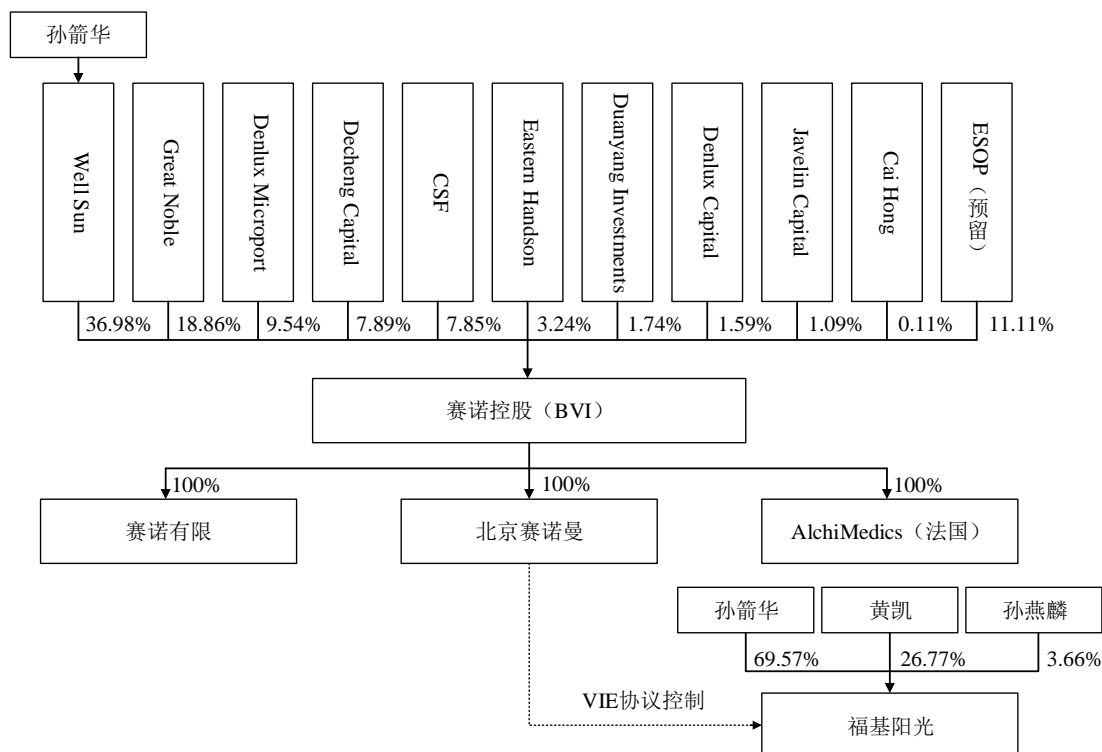 孙箭华
Well Sun
Great Noble
Denlux Microport
Decheng Capital
CSF
Eastern Handson
Duanyang Investments
Denlux Capital
Javelin Capital
Cai Hong
ESOP（预留）
36.98%
18.86%
9.54%
7.89%
7.85%
3.24%
1.74%
1.59%
1.09%
0.11%
11.11%
赛诺控股（BVI）
100%
100%
100%
赛诺有限
北京赛诺曼
AlchiMedics（法国）
孙箭华
黄凯
孙燕麟
69.57%
26.77%
3.66%
VIE协议控制
福基阳光